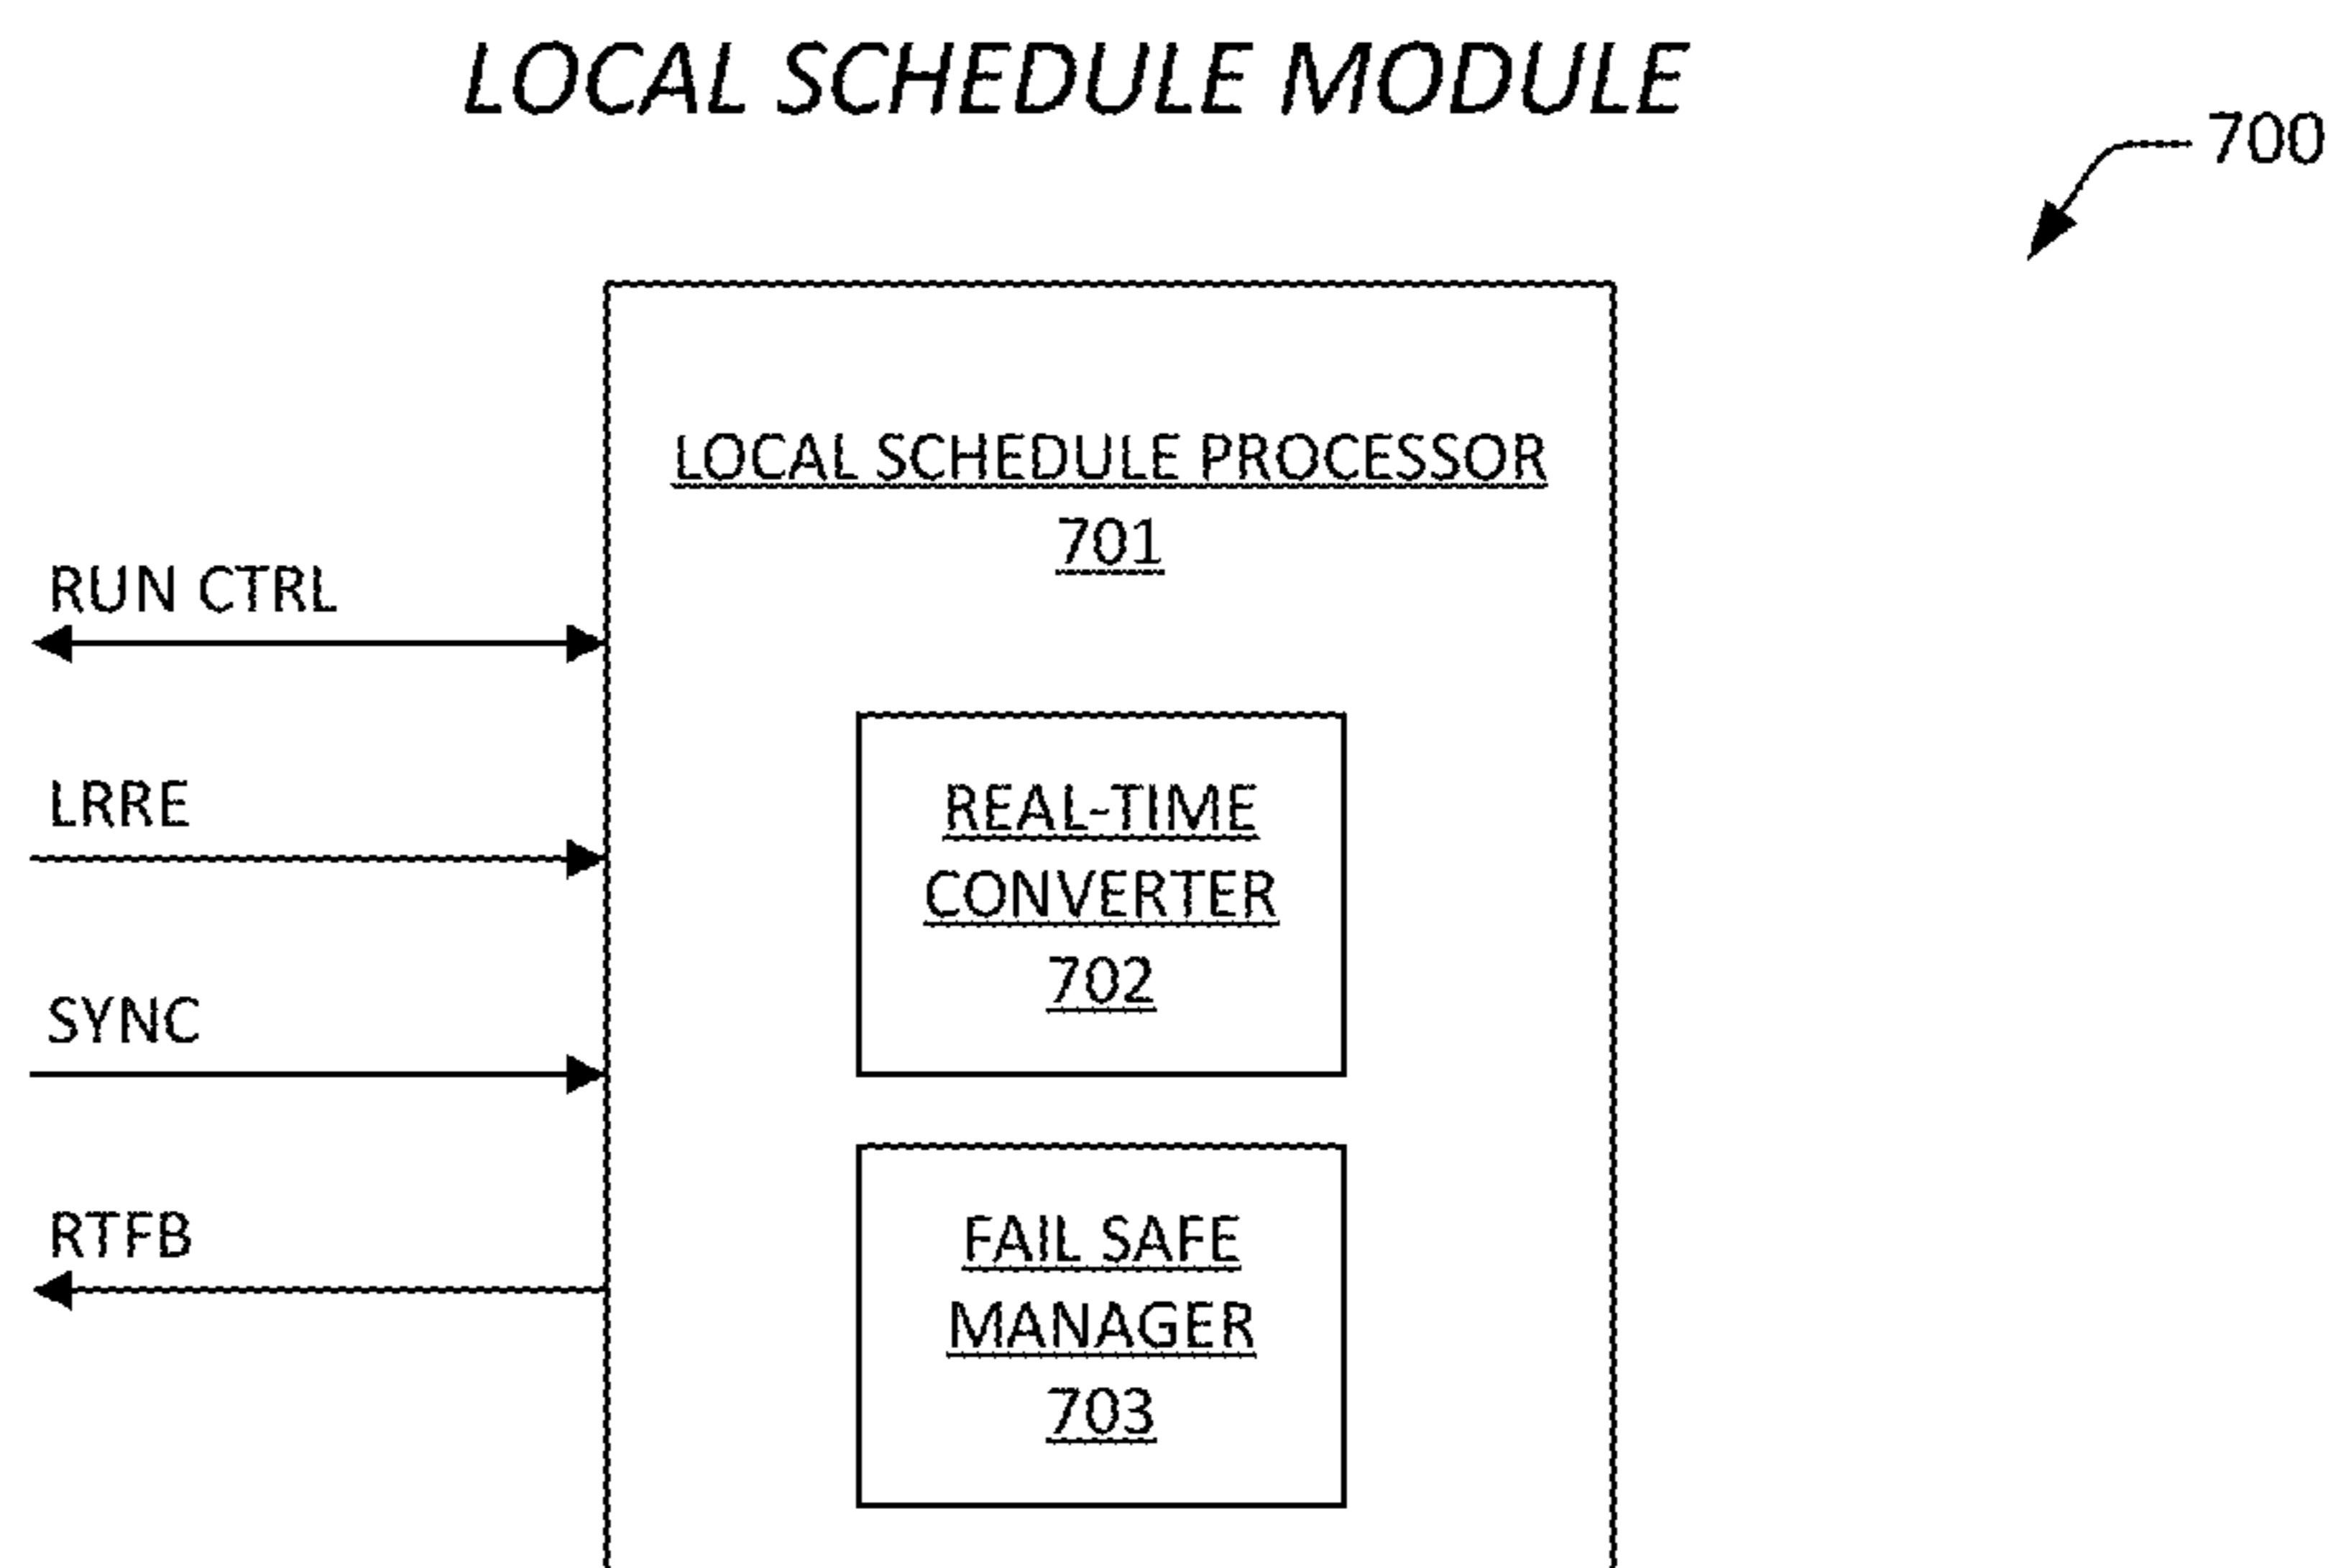 LOCAL SCHEDULE MODULE
700
LOCAL SCHEDULE PROCESSOR
701
RUN CTRL
LRRE
SYNC
RTFB
REAL-TIME
CONVERTER
702
FAIL SAFE
MANAGER
703